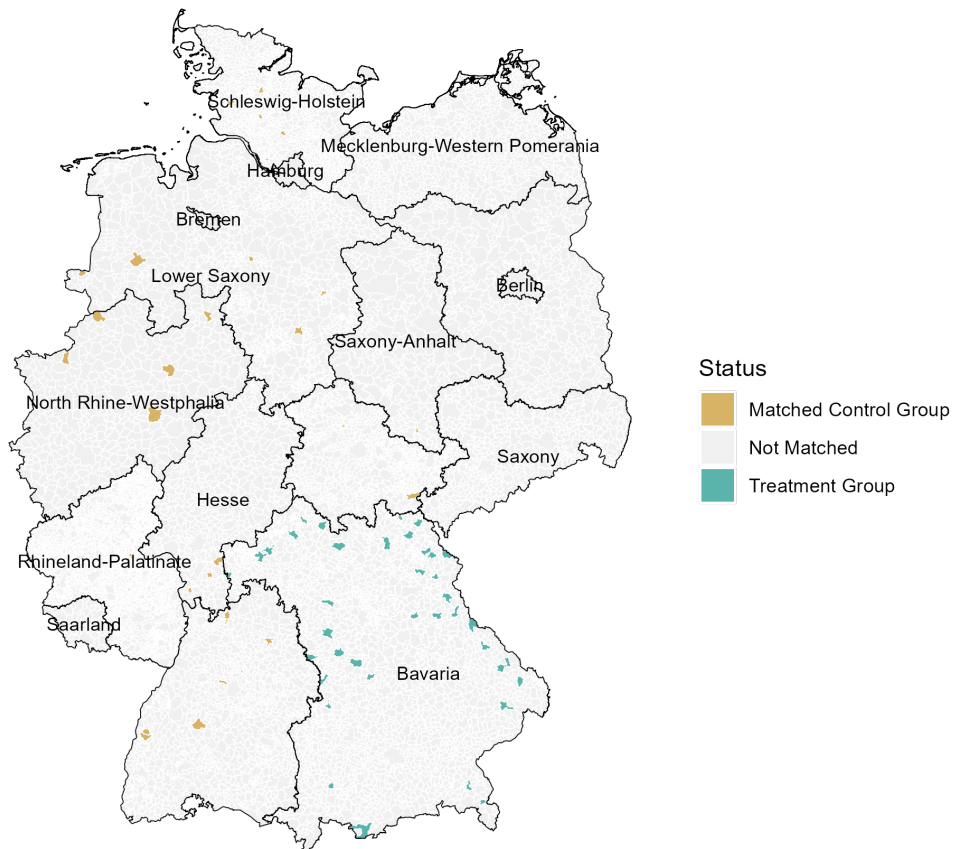 Schleswig-Holstein
Mecklenburg-Western Pomerania
Hamburg
Bremen
Lower Saxony
Berlin
Saxony-Anhalt
North Rhine-Westphalia
Saxony
Hesse
Rhineland-Palatinate
Saarland
Bavaria
Status
Matched Control Group
Not Matched
Treatment Group